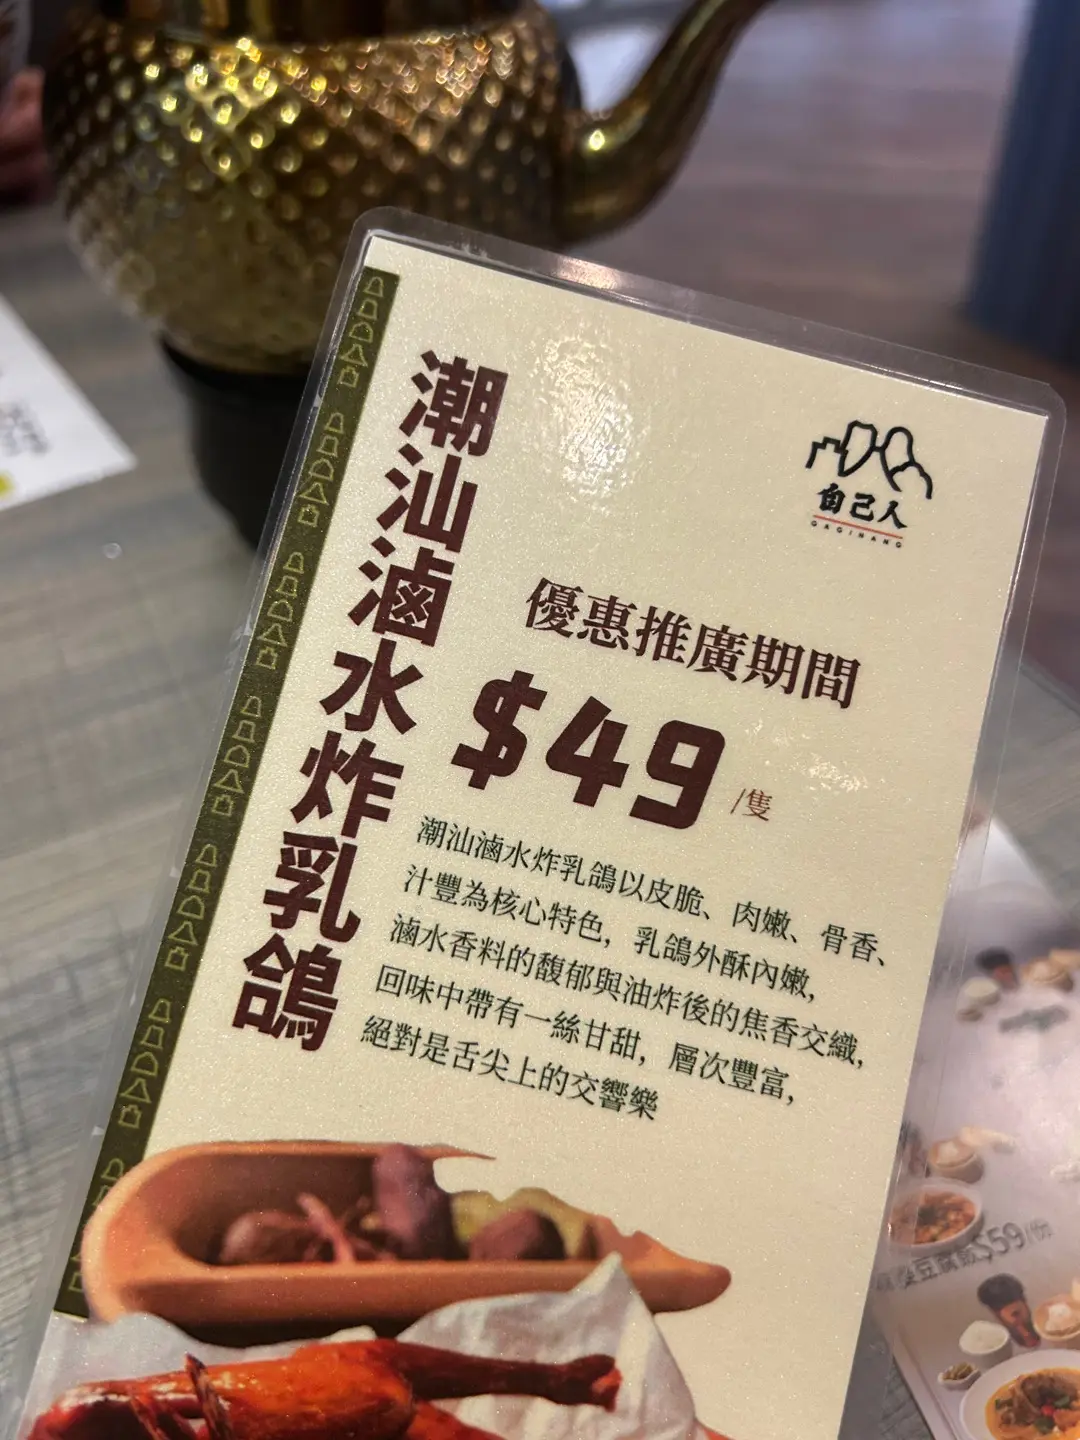 潮汕滷水炸乳鴿
自己人
GAGINANG
優惠推廣期間
$49/隻
潮汕滷水炸乳鴿以皮脆、肉嫩、骨香、
汁豐為核心特色，乳鴿外酥內嫩，
滷水香料的馥郁與油炸後的焦香交織，
回味中帶有一絲甘甜，層次豐富，
絕對是舌尖上的交響樂
豆腐飯$59/份